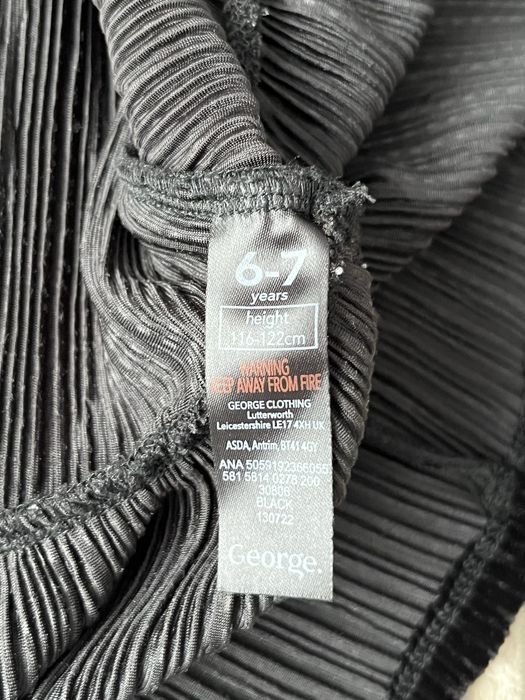 6-7
years
height
116-122cm
WARNING
KEEP AWAY FROM FIRE
GEORGE CLOTHING
Lutterworth
Leicestershire LE17 4XH UK
ASDA, Antrim, BT41 4GY
ANA 5059192366055
581 5814 0278 200
30806
BLACK
130722
George.